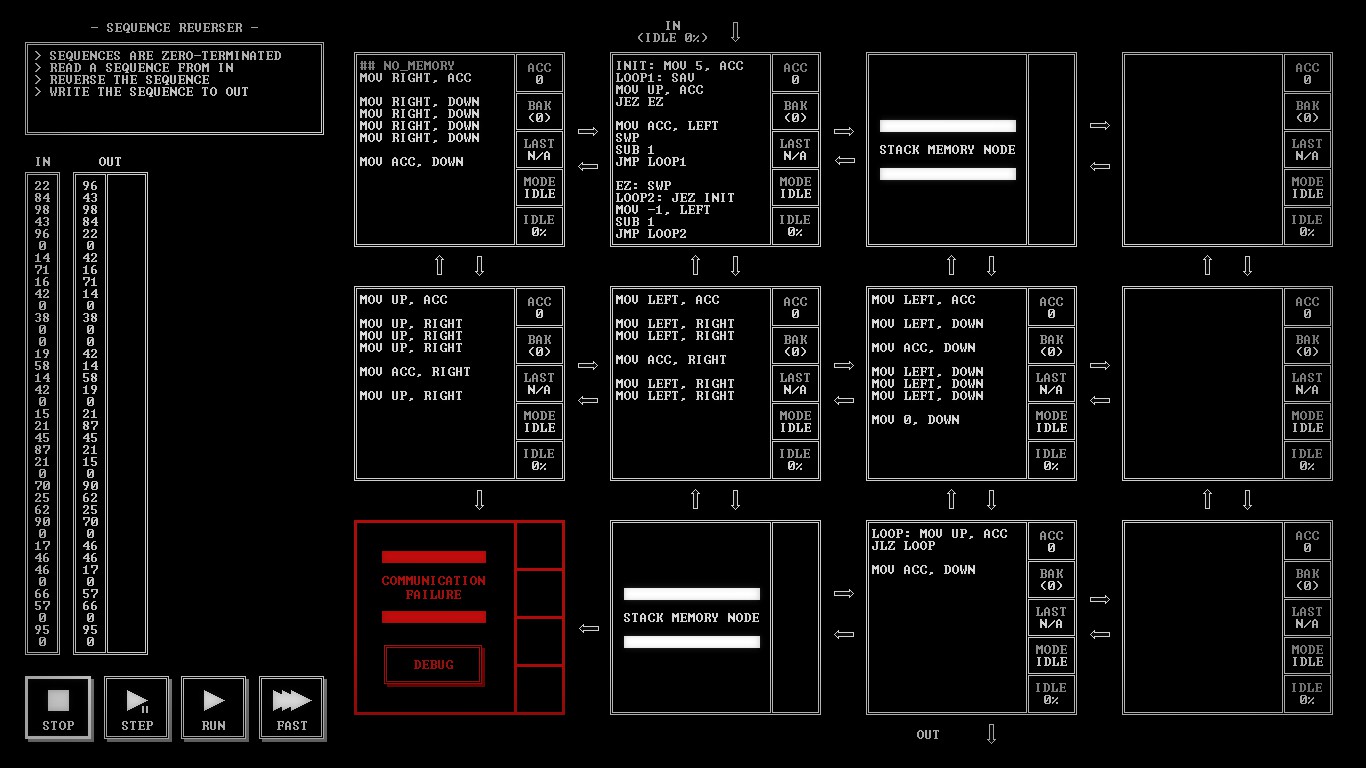 - SEQUENCE REVERSER -
> SEQUENCES ARE ZERO-TERMINATED
> READ A SEQUENCE FROM IN
> REVERSE THE SEQUENCE
> WRITE THE SEQUENCE TO OUT
IN OUT
22 96
84 43
98 98
43 84
96 22
0 0
14 42
71 16
16 71
42 14
0 0
38 38
0 0
0 0
19 42
58 14
14 58
42 19
0 0
15 21
21 87
45 45
87 21
21 15
0 0
70 90
25 62
62 25
90 70
0 0
17 46
46 46
46 17
0 0
66 57
57 66
0 0
95 95
0 0
STOP
STEP
RUN
FAST
IN
(IDLE 0%)
## NO_MEMORY
MOV RIGHT, ACC
MOV RIGHT, DOWN
MOV RIGHT, DOWN
MOV RIGHT, DOWN
MOV RIGHT, DOWN
MOV ACC, DOWN
ACC
0
BAK
(0)
LAST
N/A
MODE
IDLE
IDLE
0%
INIT: MOV 5, ACC
LOOP1: SAV
MOV UP, ACC
JEZ EZ
MOV ACC, LEFT
SWP
SUB 1
JMP LOOP1
EZ: SWP
LOOP2: JEZ INIT
MOV -1, LEFT
SUB 1
JMP LOOP2
ACC
0
BAK
(0)
LAST
N/A
MODE
IDLE
IDLE
0%
STACK MEMORY NODE
ACC
0
BAK
(0)
LAST
N/A
MODE
IDLE
IDLE
0%
MOV UP, ACC
MOV UP, RIGHT
MOV UP, RIGHT
MOV UP, RIGHT
MOV ACC, RIGHT
MOV UP, RIGHT
ACC
0
BAK
(0)
LAST
N/A
MODE
IDLE
IDLE
0%
MOV LEFT, ACC
MOV LEFT, RIGHT
MOV LEFT, RIGHT
MOV ACC, RIGHT
MOV LEFT, RIGHT
MOV LEFT, RIGHT
ACC
0
BAK
(0)
LAST
N/A
MODE
IDLE
IDLE
0%
MOV LEFT, ACC
MOV LEFT, DOWN
MOV ACC, DOWN
MOV LEFT, DOWN
MOV LEFT, DOWN
MOV LEFT, DOWN
MOV 0, DOWN
ACC
0
BAK
(0)
LAST
N/A
MODE
IDLE
IDLE
0%
ACC
0
BAK
(0)
LAST
N/A
MODE
IDLE
IDLE
0%
COMMUNICATION
FAILURE
DEBUG
STACK MEMORY NODE
LOOP: MOV UP, ACC
JLZ LOOP
MOV ACC, DOWN
ACC
0
BAK
(0)
LAST
N/A
MODE
IDLE
IDLE
0%
ACC
0
BAK
(0)
LAST
N/A
MODE
IDLE
IDLE
0%
OUT